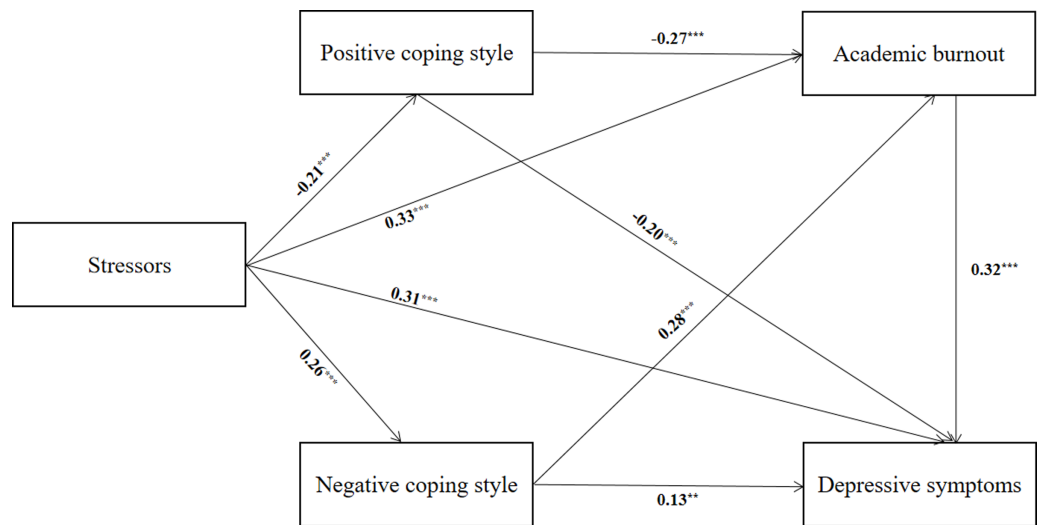 Positive coping style
-0.27***
Academic burnout
-0.21***
0.33***
-0.20***
Stressors
0.32***
0.31***
0.28***
0.26***
Negative coping style
0.13**
Depressive symptoms